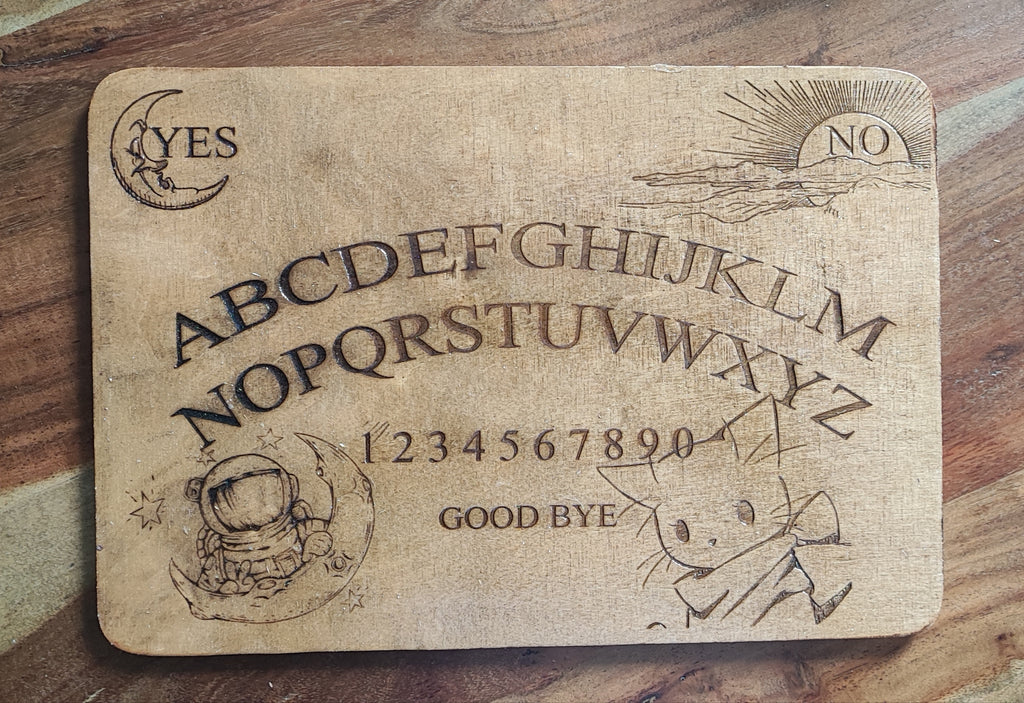 YES
NO
ABCDEFGHIJKLM
NOPQRSTUVWXYZ
1234567890
GOOD BYE